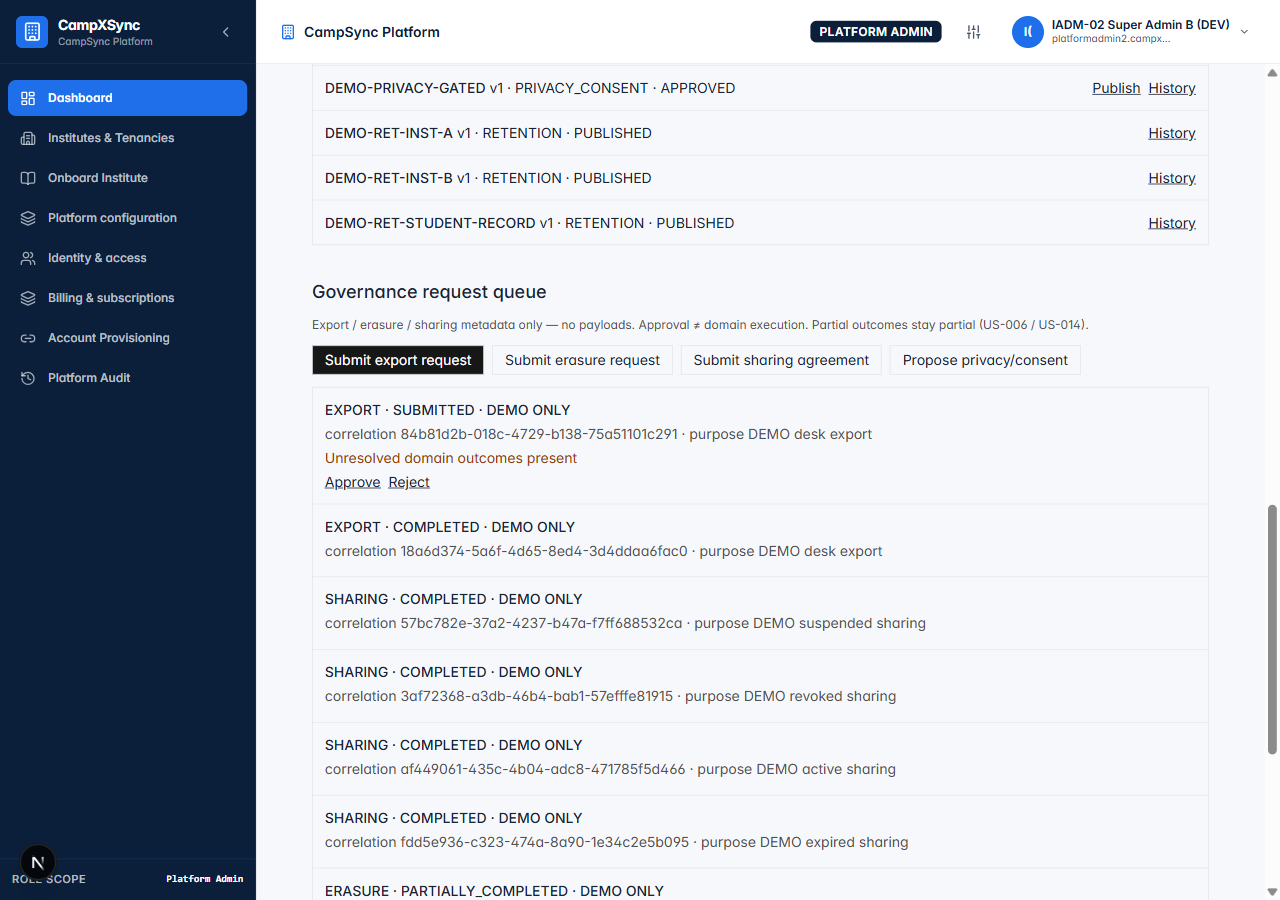 CampXSync
CampSync Platform
Dashboard
Institutes & Tenancies
Onboard Institute
Platform configuration
Identity & access
Billing & subscriptions
Account Provisioning
Platform Audit
N
SCOPE
Platform Admin
CampSync Platform
PLATFORM ADMIN
I(
IADM-02 Super Admin B (DEV)
platformadmin2.campx...
DEMO-PRIVACY-GATED v1 · PRIVACY_CONSENT · APPROVED
Publish History
DEMO-RET-INST-A v1 · RETENTION · PUBLISHED
History
DEMO-RET-INST-B v1 · RETENTION · PUBLISHED
History
DEMO-RET-STUDENT-RECORD v1 · RETENTION · PUBLISHED
History
Governance request queue
Export / erasure / sharing metadata only — no payloads. Approval ≠ domain execution. Partial outcomes stay partial (US-006 / US-014).
Submit export request
Submit erasure request
Submit sharing agreement
Propose privacy/consent
EXPORT · SUBMITTED · DEMO ONLY
correlation 84b81d2b-018c-4729-b138-75a51101c291 · purpose DEMO desk export
Unresolved domain outcomes present
Approve Reject
EXPORT · COMPLETED · DEMO ONLY
correlation 18a6d374-5a6f-4d65-8ed4-3d4ddaa6fac0 · purpose DEMO desk export
SHARING · COMPLETED · DEMO ONLY
correlation 57bc782e-37a2-4237-b47a-f7ff688532ca · purpose DEMO suspended sharing
SHARING · COMPLETED · DEMO ONLY
correlation 3af72368-a3db-46b4-bab1-57efffe81915 · purpose DEMO revoked sharing
SHARING · COMPLETED · DEMO ONLY
correlation af449061-435c-4b04-adc8-471785f5d466 · purpose DEMO active sharing
SHARING · COMPLETED · DEMO ONLY
correlation fdd5e936-c323-474a-8a90-1e34c2e5b095 · purpose DEMO expired sharing
ERASURE · PARTIALLY_COMPLETED · DEMO ONLY